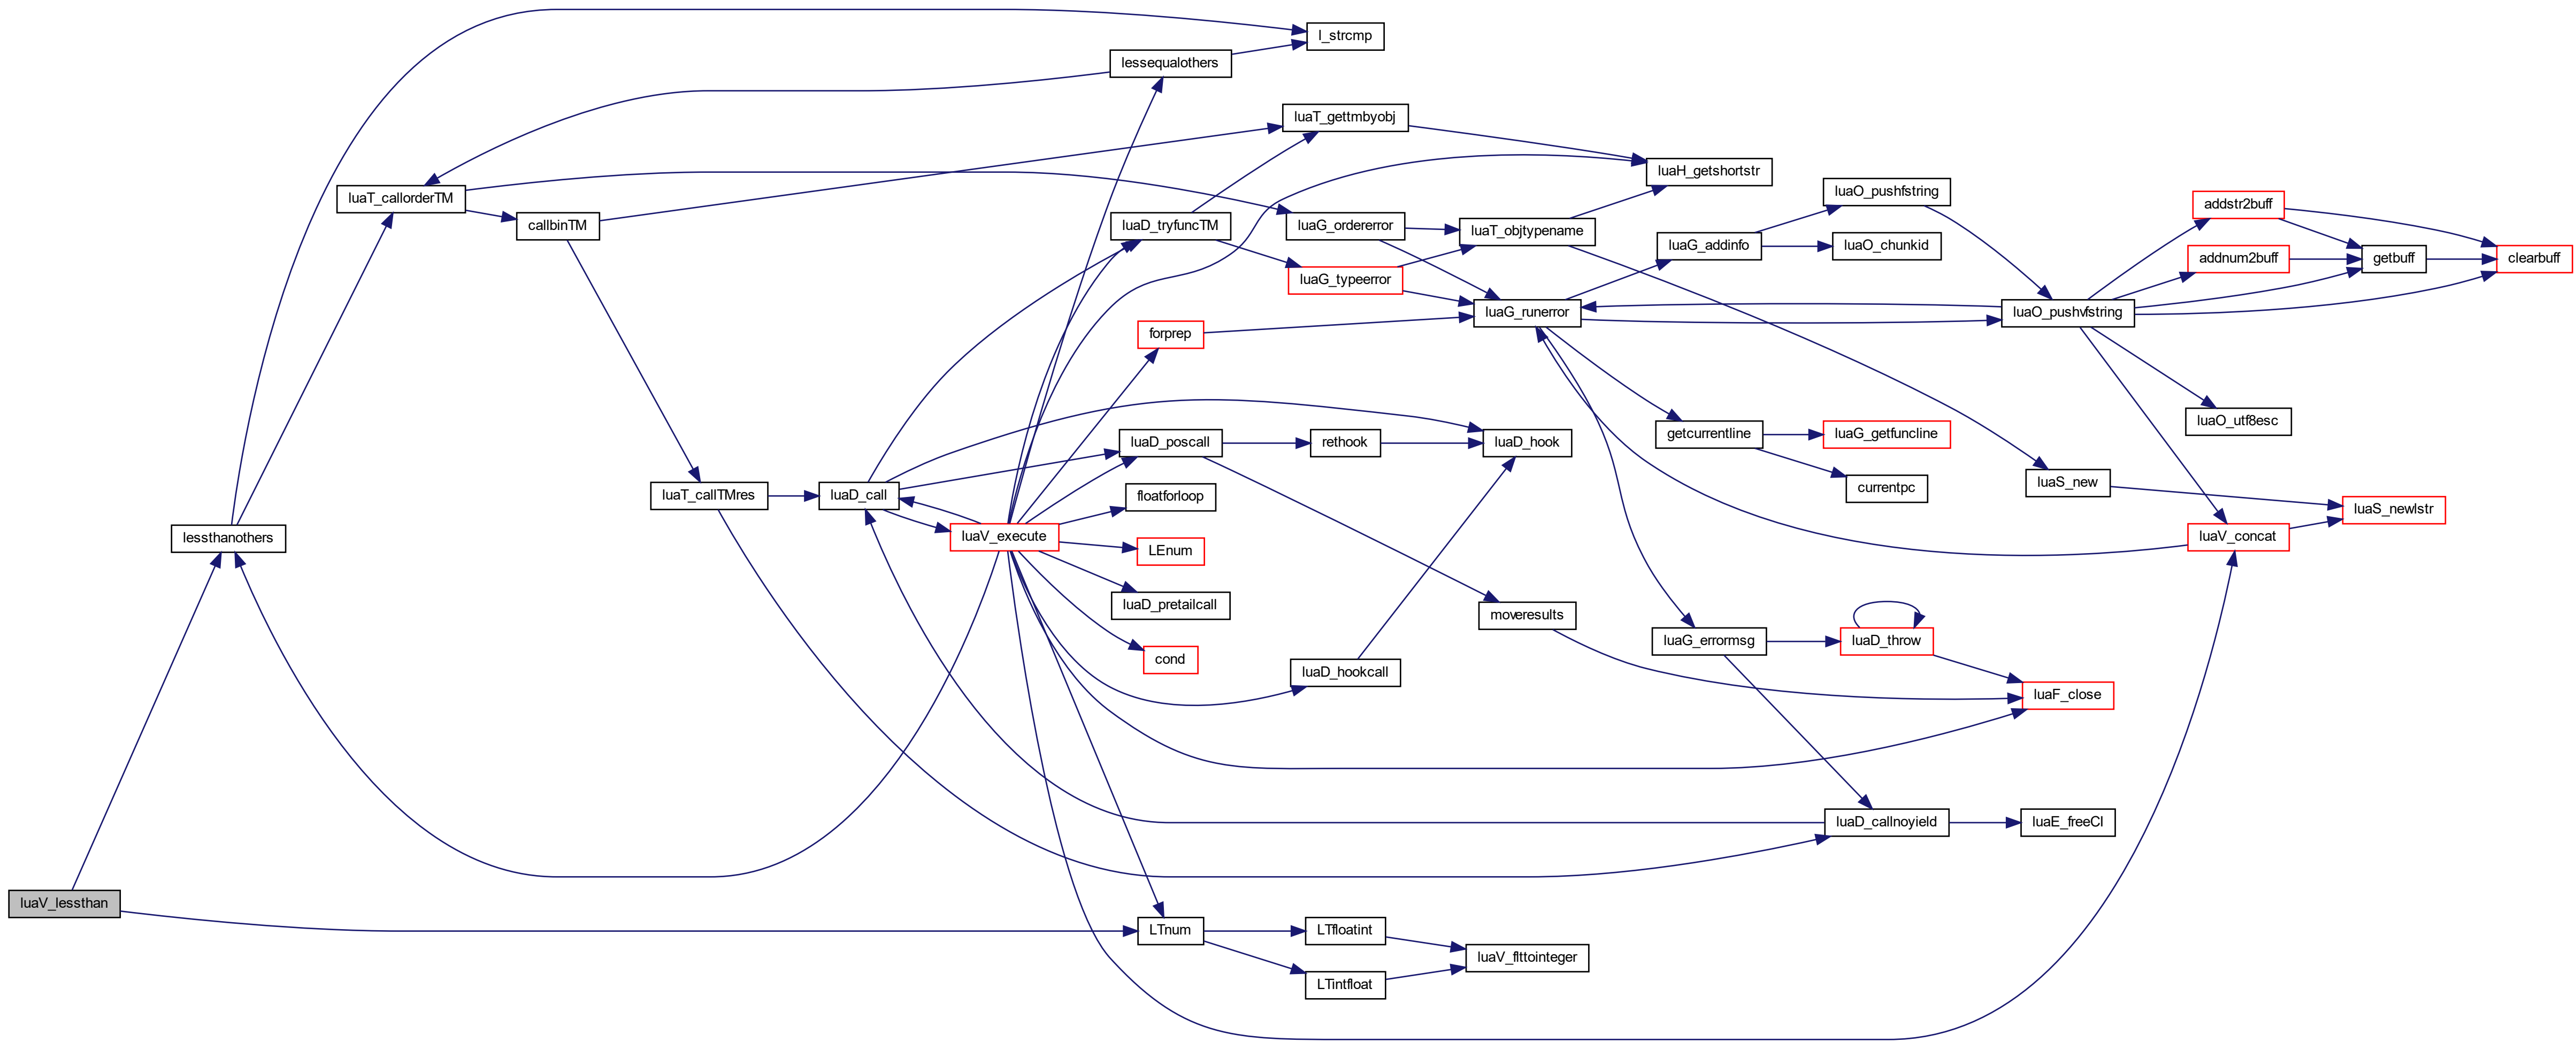 l_strcmp
lessequalothers
luaT_gettmbyobj
luaH_getshortstr
luaO_pushfstring
luaT_callorderTM
addstr2buff
callbinTM
luaD_tryfuncTM
luaG_ordererror
luaT_objtypename
luaG_addinfo
luaO_chunkid
getbuff
clearbuff
addnum2buff
luaG_typeerror
luaG_runerror
luaO_pushvfstring
forprep
luaO_utf8esc
getcurrentline
luaG_getfuncline
luaD_poscall
rethook
luaD_hook
luaS_new
currentpc
luaT_callTMres
luaD_call
floatforloop
luaS_newlstr
lessthanothers
luaV_execute
luaV_concat
LEnum
luaD_pretailcall
moveresults
luaG_errormsg
luaD_throw
cond
luaD_hookcall
luaF_close
luaD_callnoyield
luaE_freeCI
luaV_lessthan
LTnum
LTfloatint
luaV_flttointeger
LTintfloat